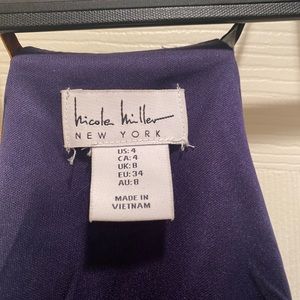 nicole miller
NEW YORK
US: 4
CA: 4
UK: 8
EU: 34
AU: 8
MADE IN
VIETNAM